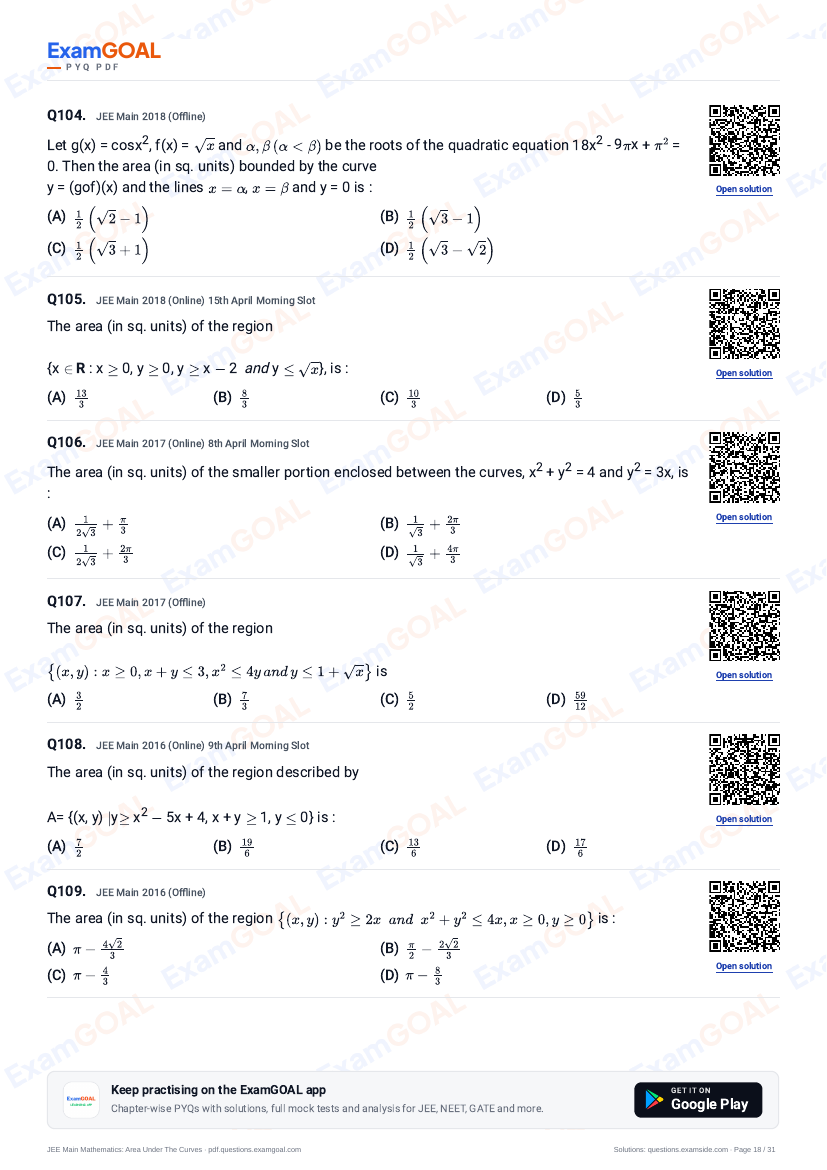 ExamGOAL
PYQ PDF
Q104. JEE Main 2018 (Offline)
Let g(x) = cosx², f(x) = √x and α, β (α < β) be the roots of the quadratic equation 18x² - 9πx + π² =
0. Then the area (in sq. units) bounded by the curve
y = (gof)(x) and the lines x = α, x = β and y = 0 is :
Open solution
(A) 1/2 (√2 − 1) (B) 1/2 (√3 − 1)
(C) 1/2 (√3 + 1) (D) 1/2 (√3 − √2)
Q105. JEE Main 2018 (Online) 15th April Morning Slot
The area (in sq. units) of the region
{x ∈ R : x ≥ 0, y ≥ 0, y ≥ x − 2 and y ≤ √x}, is :
Open solution
(A) 13/3 (B) 8/3 (C) 10/3 (D) 5/3
Q106. JEE Main 2017 (Online) 8th April Morning Slot
The area (in sq. units) of the smaller portion enclosed between the curves, x² + y² = 4 and y² = 3x, is
:
Open solution
(A) 1/(2√3) + π/3 (B) 1/√3 + 2π/3
(C) 1/(2√3) + 2π/3 (D) 1/√3 + 4π/3
Q107. JEE Main 2017 (Offline)
The area (in sq. units) of the region
{(x, y) : x ≥ 0, x + y ≤ 3, x² ≤ 4y and y ≤ 1 + √x} is
Open solution
(A) 3/2 (B) 7/3 (C) 5/2 (D) 59/12
Q108. JEE Main 2016 (Online) 9th April Morning Slot
The area (in sq. units) of the region described by
A= {(x, y) |y≥ x² − 5x + 4, x + y ≥ 1, y ≤ 0} is :
Open solution
(A) 7/2 (B) 19/6 (C) 13/6 (D) 17/6
Q109. JEE Main 2016 (Offline)
The area (in sq. units) of the region {(x, y) : y² ≥ 2x and x² + y² ≤ 4x, x ≥ 0, y ≥ 0} is :
(A) π − 4√2/3 (B) π/2 − 2√2/3
Open solution
(C) π − 4/3 (D) π − 8/3
Keep practising on the ExamGOAL app
Chapter-wise PYQs with solutions, full mock tests and analysis for JEE, NEET, GATE and more.
GET IT ON
Google Play
JEE Main Mathematics: Area Under The Curves · pdf.questions.examgoal.com Solutions: questions.examside.com · Page 18 / 31